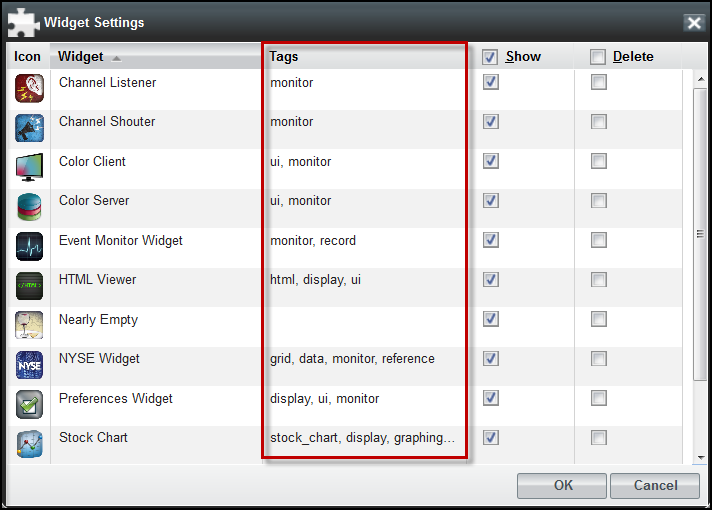 Widget Settings
Icon Widget Tags Show Delete
Channel Listener monitor
Channel Shouter monitor
Color Client ui, monitor
Color Server ui, monitor
Event Monitor Widget monitor, record
</HTML> HTML Viewer html, display, ui
Nearly Empty
NYSE NYSE Widget grid, data, monitor, reference
Preferences Widget display, ui, monitor
Stock Chart stock_chart, display, graphing...
OK Cancel